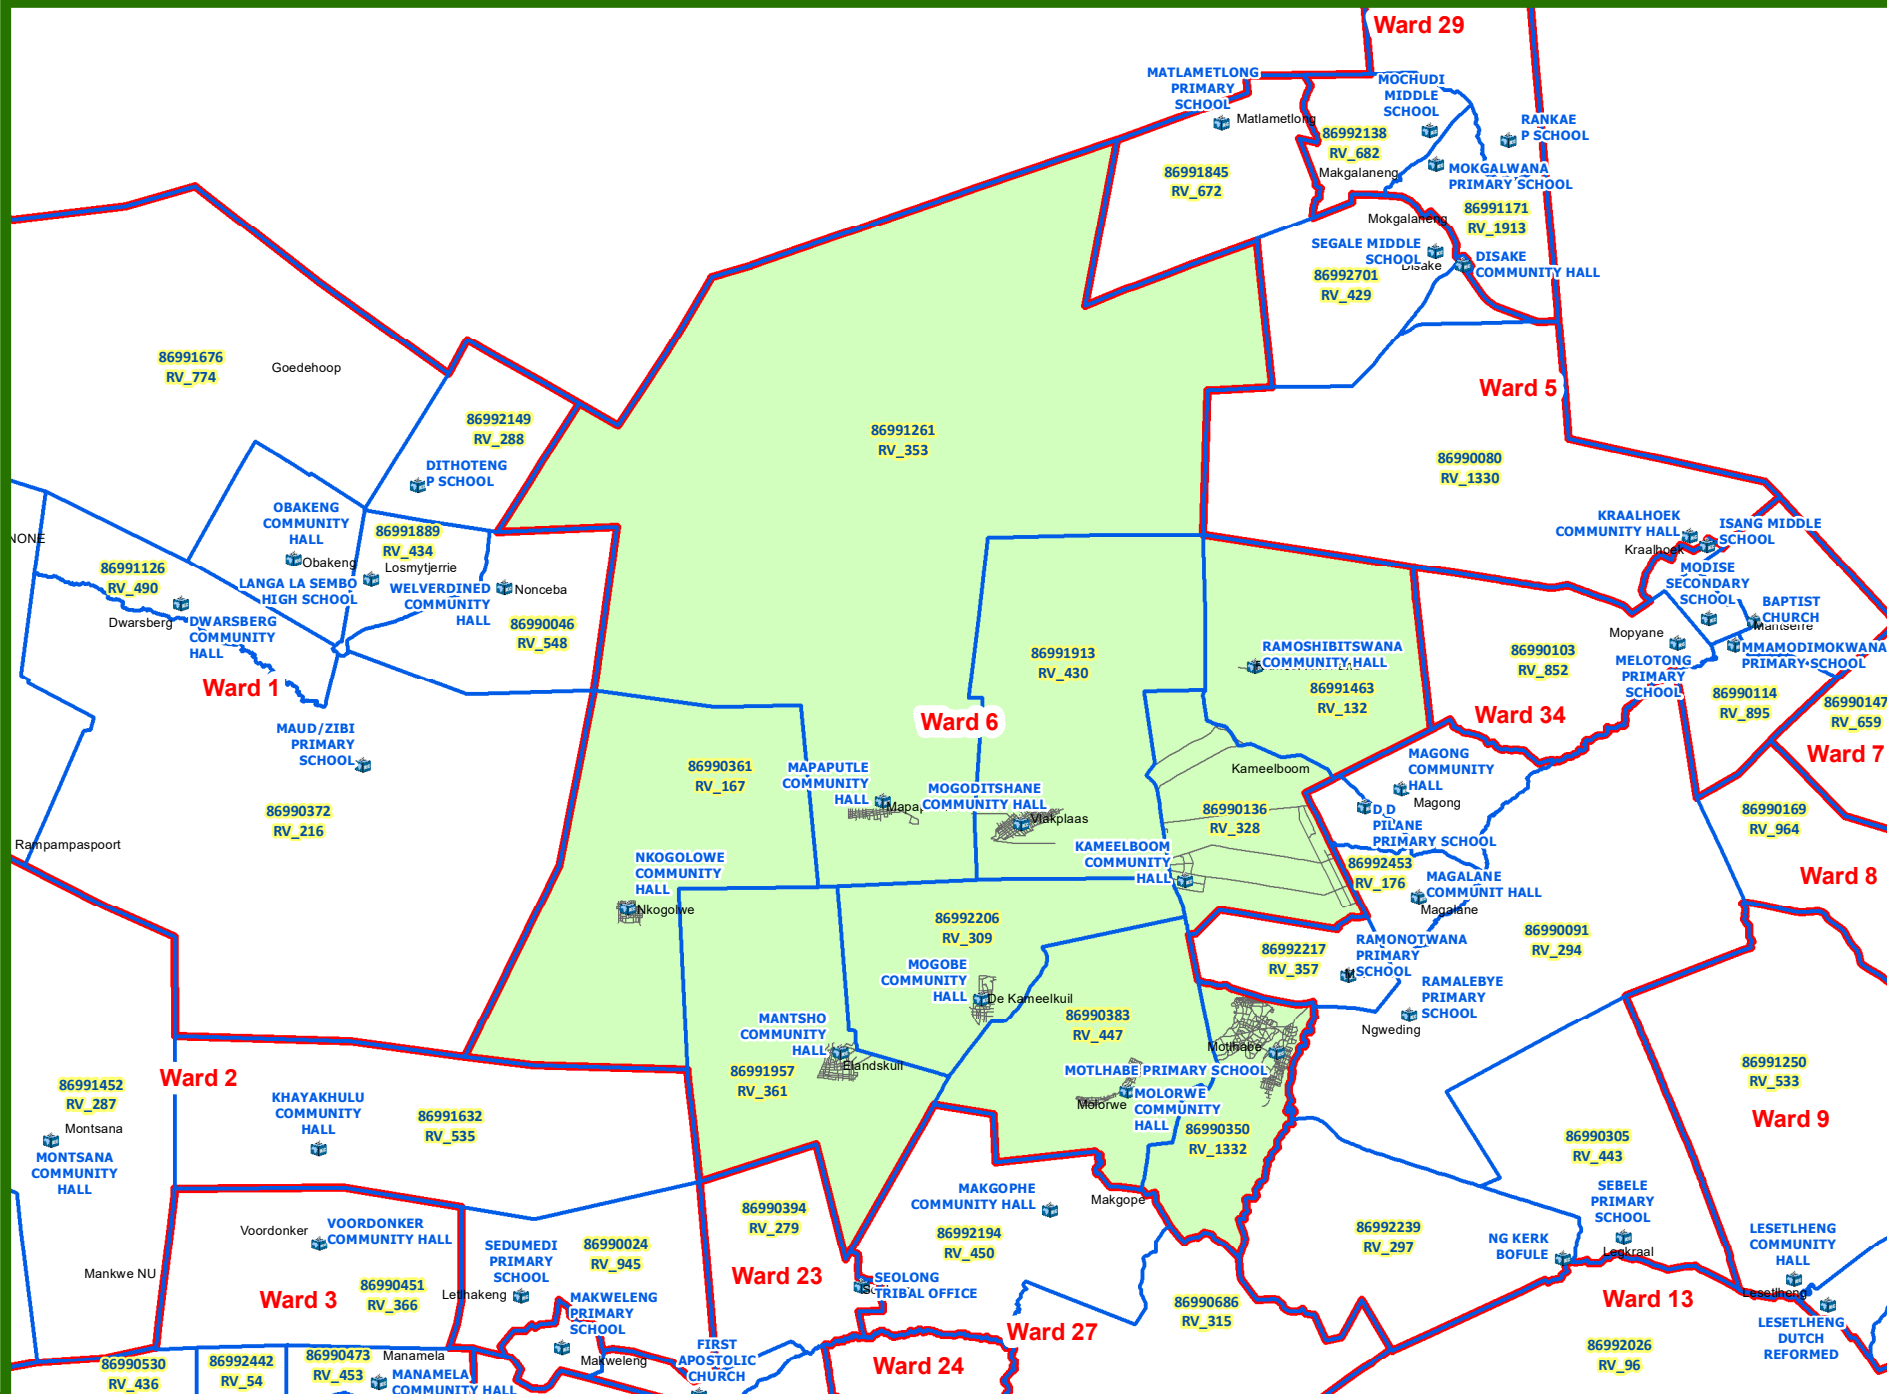 Ward 29
MATLAMETLONG
PRIMARY
SCHOOL
Matlametlong
MOCHUDI
MIDDLE
SCHOOL
RANKAE
P SCHOOL
86992138
RV_682
86991845
RV_672
Makgalaneng
MOKGALWANA
PRIMARY SCHOOL
86991171
RV_1913
Mokgalaneng
SEGALE MIDDLE
SCHOOL
Disake
DISAKE
COMMUNITY HALL
86992701
RV_429
86991676
RV_774
Goedehoop
Ward 5
86992149
RV_288
86991261
RV_353
DITHOTENG
P SCHOOL
86990080
RV_1330
OBAKENG
COMMUNITY
HALL
Obakeng
86991889
RV_434
Losmytjerrie
KRAALHOEK
COMMUNITY HALL
Kraalhoek
ISANG MIDDLE
SCHOOL
NONE
86991126
RV_490
LANGA LA SEMBO
HIGH SCHOOL
WELVERDINED
COMMUNITY
HALL
Nonceba
MODISE
SECONDARY
SCHOOL
BAPTIST
CHURCH
Mantserre
Dwarsberg
DWARSBERG
COMMUNITY
HALL
86990046
RV_548
Mopyane
86991913
RV_430
RAMOSHIBITSWANA
COMMUNITY HALL
86991463
RV_132
86990103
RV_852
MELOTONG
PRIMARY
SCHOOL
MMAMODIMOKWANA
PRIMARY SCHOOL
Ward 1
86990114
RV_895
86990147
RV_659
Ward 6
Ward 34
MAUD/ZIBI
PRIMARY
SCHOOL
Ward 7
86990361
RV_167
MAPAPUTLE
COMMUNITY
HALL
MOGODITSHANE
COMMUNITY HALL
Vlakplaas
Kameelboom
MAGONG
COMMUNITY
HALL
Magong
86990372
RV_216
86990136
RV_328
D D
PILANE
PRIMARY SCHOOL
86990169
RV_964
Rampampaspoort
KAMEELBOOM
COMMUNITY
HALL
NKOGOLOWE
COMMUNITY
HALL
Nkogolwe
86992453
RV_176
MAGALANE
COMMUNIT HALL
Magalane
Ward 8
86992206
RV_309
86992217
RV_357
RAMONOTWANA
PRIMARY
SCHOOL
86990091
RV_294
MOGOBE
COMMUNITY
HALL
De Kameelkuil
RAMALEBYE
PRIMARY
SCHOOL
Ngweding
MANTSHO
COMMUNITY
HALL
Elandskuil
86990383
RV_447
Motlhabe
MOTLHABE PRIMARY SCHOOL
Ward 2
86991452
RV_287
86991957
RV_361
86991250
RV_533
KHAYAKHULU
COMMUNITY
HALL
86991632
RV_535
Molorwe
MOLORWE
COMMUNITY
HALL
86990350
RV_1332
Ward 9
Montsana
MONTSANA
COMMUNITY
HALL
86990305
RV_443
SEBELE
PRIMARY
SCHOOL
Legkraal
MAKGOPHE
COMMUNITY HALL
Makgope
86990394
RV_279
86992194
RV_450
86992239
RV_297
NG KERK
BOFULE
LESETLHENG
COMMUNITY
HALL
Lesetlheng
Voordonker
VOORDONKER
COMMUNITY HALL
SEDUMEDI
PRIMARY
SCHOOL
86990024
RV_945
Mankwe NU
Ward 3
86990451
RV_366
Letlhakeng
Ward 23
SEOLONG
TRIBAL OFFICE
MAKWELENG
PRIMARY
SCHOOL
Makweleng
86990686
RV_315
Ward 13
LESETLHENG
DUTCH
REFORMED
Ward 27
86992026
RV_96
86990530
RV_436
86992442
RV_54
86990473
RV_453
Manamela
MANAMELA
COMMUNITY HALL
FIRST
APOSTOLIC
CHURCH
Ward 24